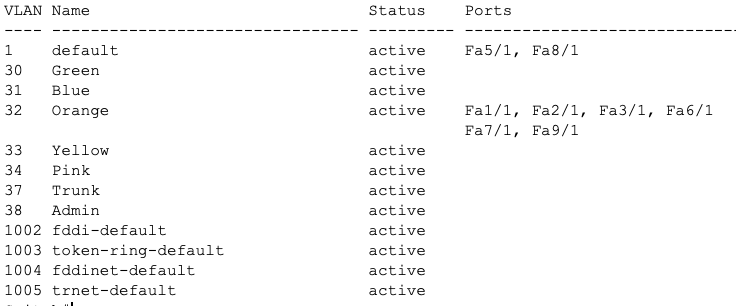 VLAN Name                             Status    Ports
---- -------------------------------- --------- -----------------------------
1    default                          active    Fa5/1, Fa8/1
30   Green                            active
31   Blue                             active
32   Orange                           active    Fa1/1, Fa2/1, Fa3/1, Fa6/1
                                                Fa7/1, Fa9/1
33   Yellow                           active
34   Pink                             active
37   Trunk                            active
38   Admin                            active
1002 fddi-default                     active
1003 token-ring-default               active
1004 fddinet-default                  active
1005 trnet-default                    active